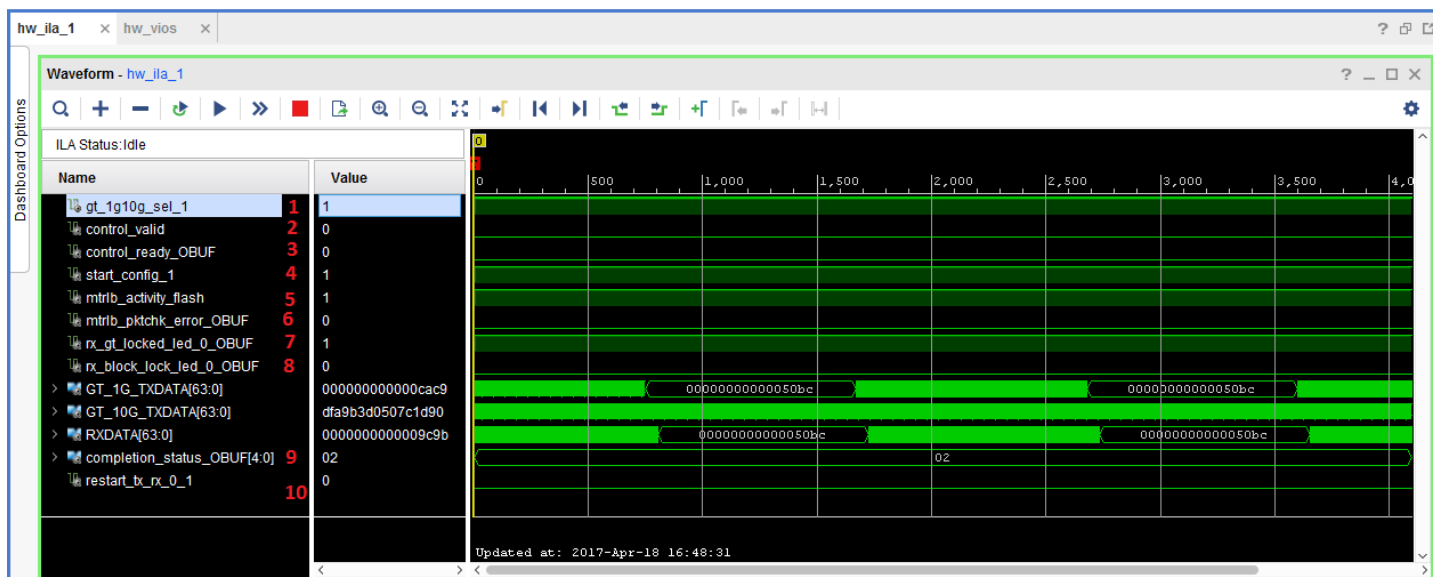 hw_ila_1 × hw_vios ×
?
Dashboard Options
Waveform - hw_ila_1
?
ILA Status:Idle
Name Value
0
0 500 1,000 1,500 2,000 2,500 3,000 3,500 4,0
gt_1g10g_sel_1 1 1
control_valid 2 0
control_ready_OBUF 3 0
start_config_1 4 1
mtrlb_activity_flash 5 1
mtrlb_pktchk_error_OBUF 6 0
rx_gt_locked_led_0_OBUF 7 1
rx_block_lock_led_0_OBUF 8 0
GT_1G_TXDATA[63:0] 000000000000cac9 00000000000050bc 00000000000050bc
GT_10G_TXDATA[63:0] dfa9b3d0507c1d90
RXDATA[63:0] 0000000000009c9b 00000000000050bc 00000000000050bc
completion_status_OBUF[4:0] 9 02 02
restart_tx_rx_0_1 10 0
Updated at: 2017-Apr-18 16:48:31